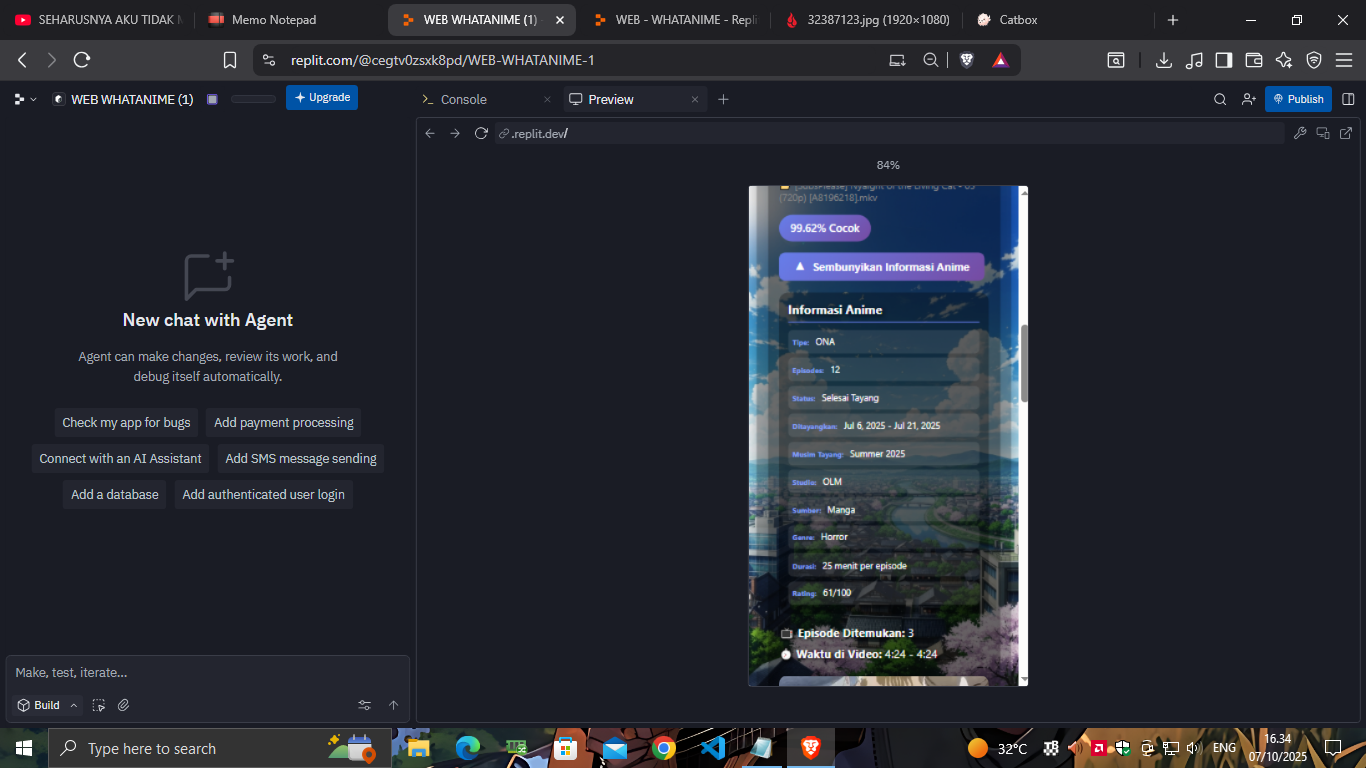 SEHARUSNYA AKU TIDAK
Memo Notepad
WEB WHATANIME (1)
WEB - WHATANIME - Repli
32387123.jpg (1920×1080)
Catbox
replit.com/@cegtv0zsxk8pd/WEB-WHATANIME-1
WEB WHATANIME (1)
Upgrade
Console
Preview
Publish
.replit.dev/
84%
New chat with Agent
Agent can make changes, review its work, and
debug itself automatically.
Check my app for bugs
Add payment processing
Connect with an AI Assistant
Add SMS message sending
Add a database
Add authenticated user login
Make, test, iterate...
Build
[SubsPlease] Nyaight of the Living Cat - 03
(720p) [A8196218].mkv
99.62% Cocok
▲ Sembunyikan Informasi Anime
Informasi Anime
Tipe: ONA
Episodes: 12
Status: Selesai Tayang
Ditayangkan: Jul 6, 2025 - Jul 21, 2025
Musim Tayang: Summer 2025
Studio: OLM
Sumber: Manga
Genre: Horror
Durasi: 25 menit per episode
Rating: 61/100
Episode Ditemukan: 3
Waktu di Video: 4:24 - 4:24
Type here to search
32°C
ENG
16.34
07/10/2025